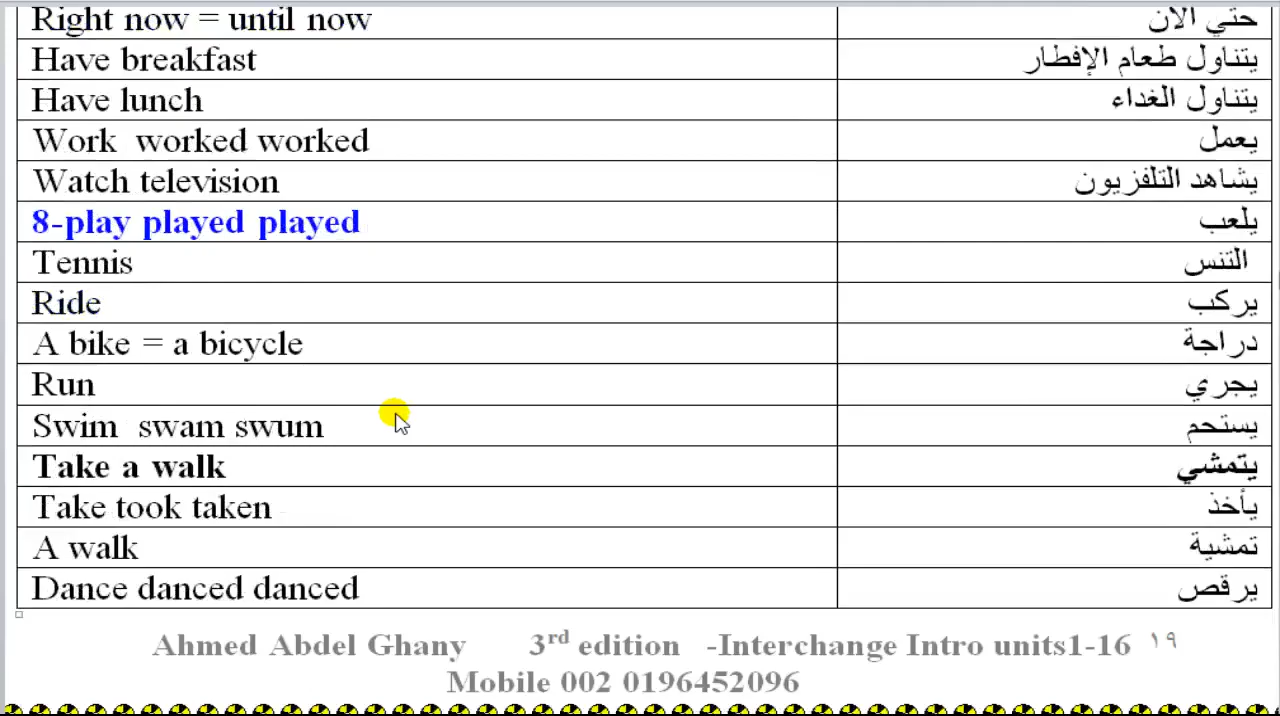 Right now = until now حتي الان
Have breakfast يتناول طعام الإفطار
Have lunch يتناول الغداء
Work worked worked يعمل
Watch television يشاهد التلفزيون
8-play played played يلعب
Tennis التنس
Ride يركب
A bike = a bicycle دراجة
Run يجري
Swim swam swum يستحم
Take a walk يتمشي
Take took taken يأخذ
A walk تمشية
Dance danced danced يرقص
Ahmed Abdel Ghany 3rd edition -Interchange Intro units1-16 ١٩
Mobile 002 0196452096